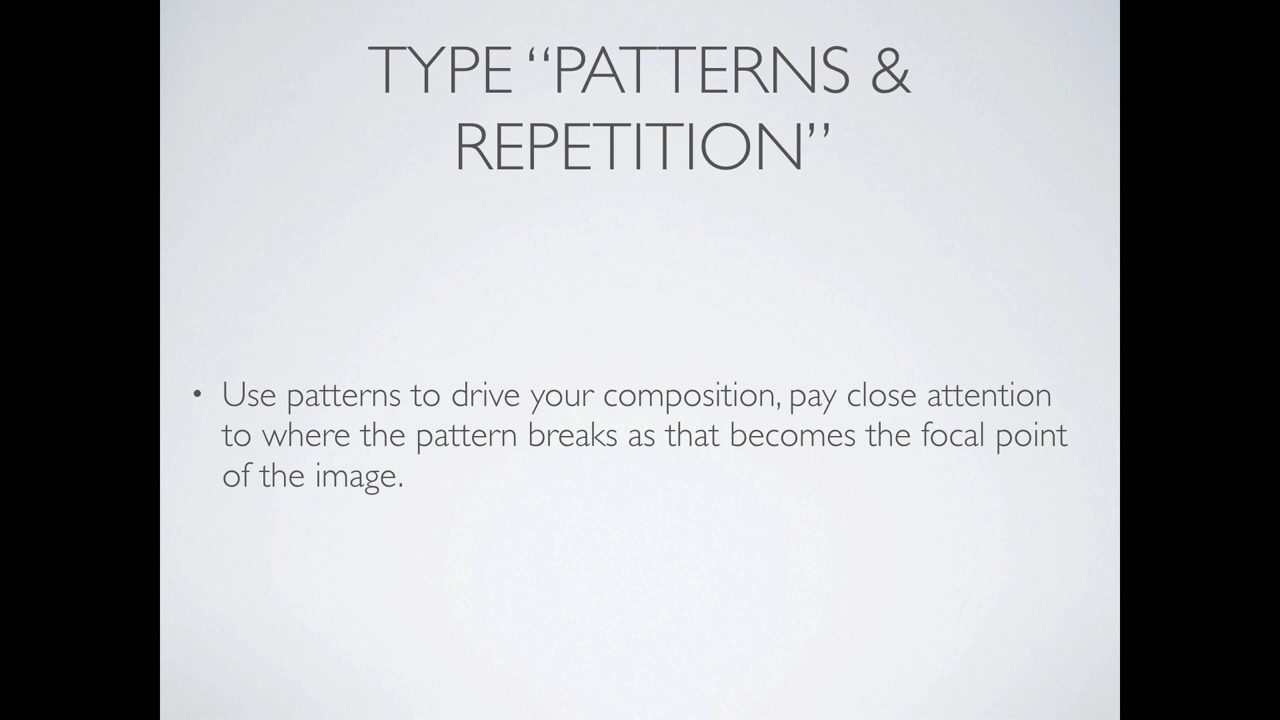 TYPE “PATTERNS &
REPETITION”
• Use patterns to drive your composition, pay close attention
to where the pattern breaks as that becomes the focal point
of the image.